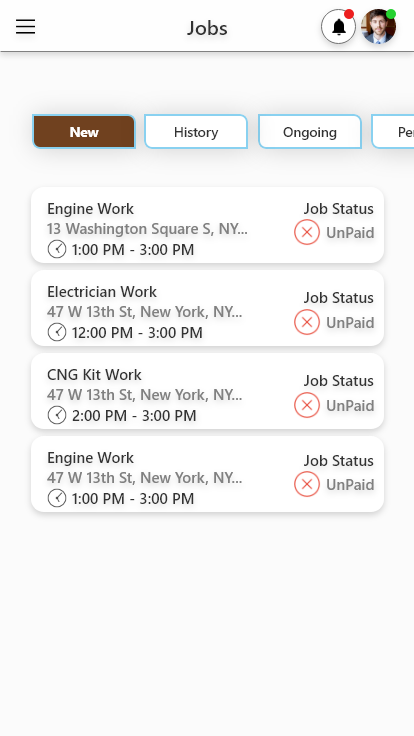 Jobs
New
History
Ongoing
Pe
Engine Work
Job Status
13 Washington Square S, NY...
UnPaid
1:00 PM - 3:00 PM
Electrician Work
Job Status
47 W 13th St, New York, NY...
UnPaid
12:00 PM - 3:00 PM
CNG Kit Work
Job Status
47 W 13th St, New York, NY...
UnPaid
2:00 PM - 3:00 PM
Engine Work
Job Status
47 W 13th St, New York, NY...
UnPaid
1:00 PM - 3:00 PM